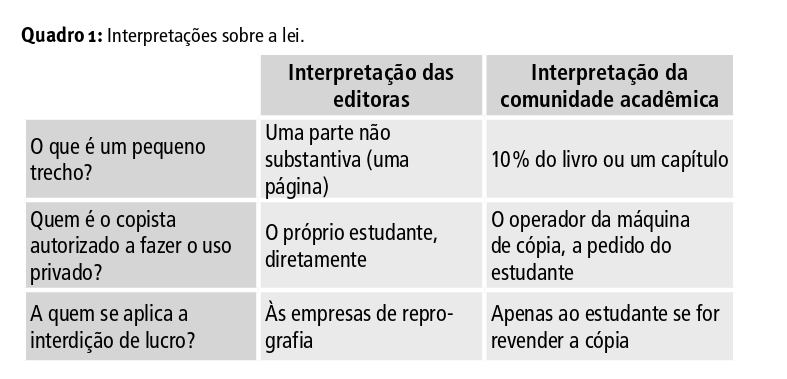 Quadro 1: Interpretações sobre a lei.
Interpretação das
editoras
Interpretação da
comunidade acadêmica
O que é um pequeno
trecho?
Uma parte não
substantiva (uma
página)
10% do livro ou um capítulo
Quem é o copista
autorizado a fazer o uso
privado?
O próprio estudante,
diretamente
O operador da máquina
de cópia, a pedido do
estudante
A quem se aplica a
interdição de lucro?
Às empresas de repro-
grafia
Apenas ao estudante se for
revender a cópia